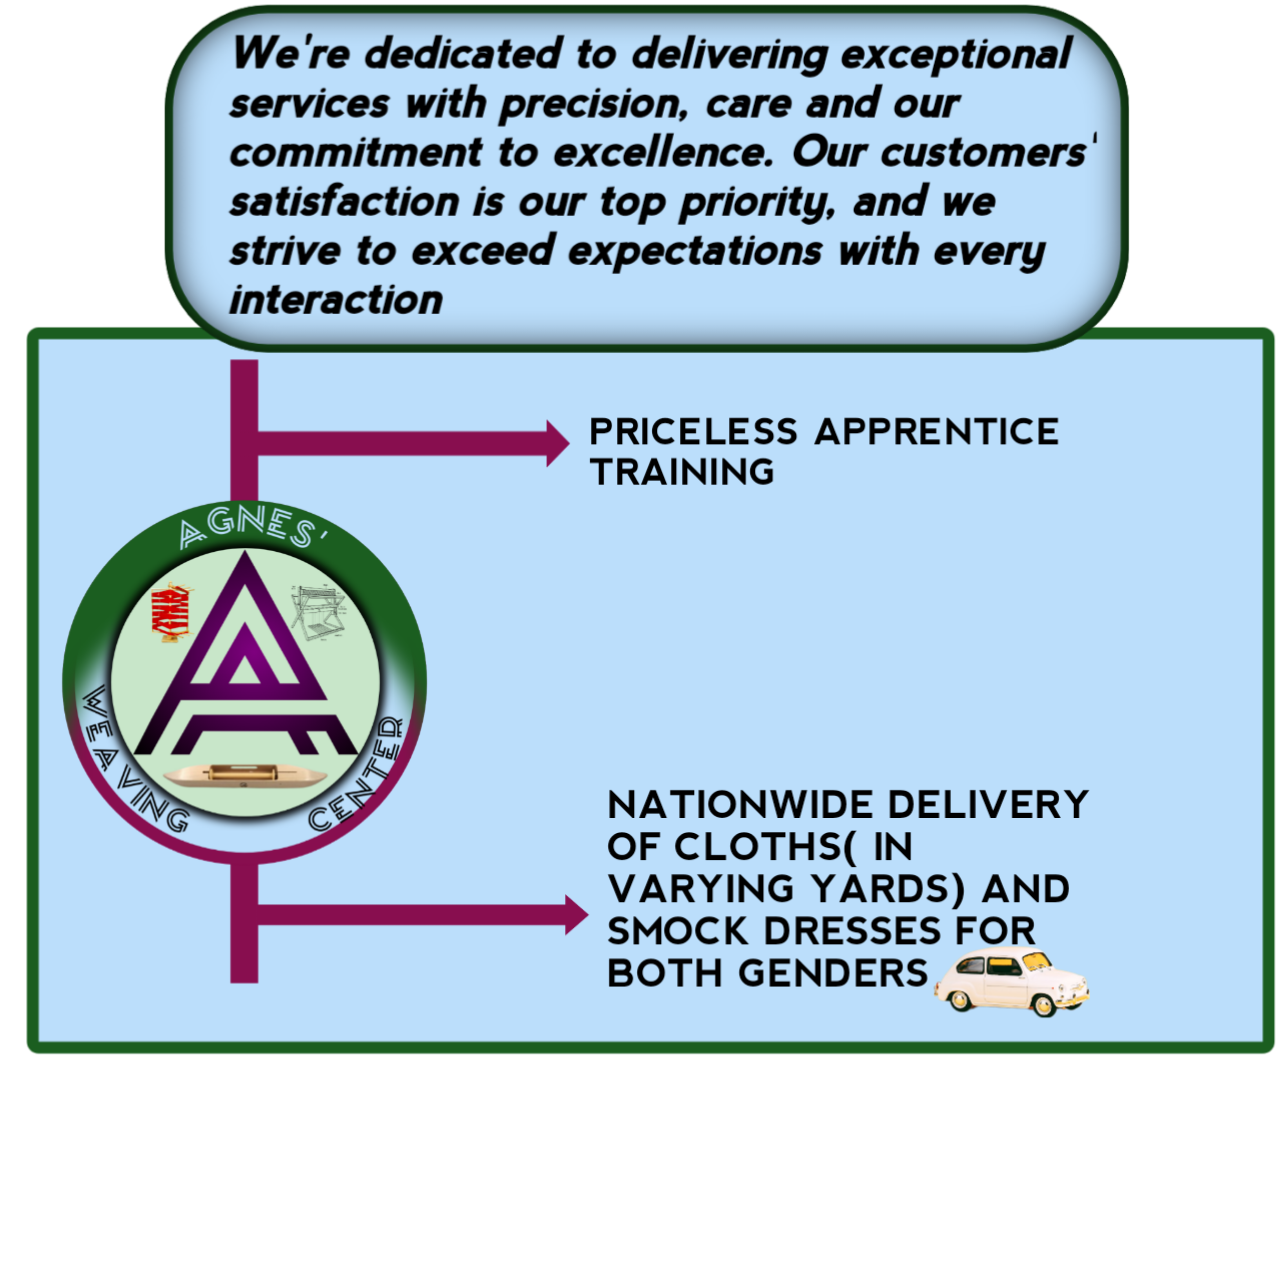 We're dedicated to delivering exceptional
services with precision, care and our
commitment to excellence. Our customers'
satisfaction is our top priority, and we
strive to exceed expectations with every
interaction
PRICELESS APPRENTICE
TRAINING
AGNES'
WEAVING CENTER
NATIONWIDE DELIVERY
OF CLOTHS( IN
VARYING YARDS) AND
SMOCK DRESSES FOR
BOTH GENDERS